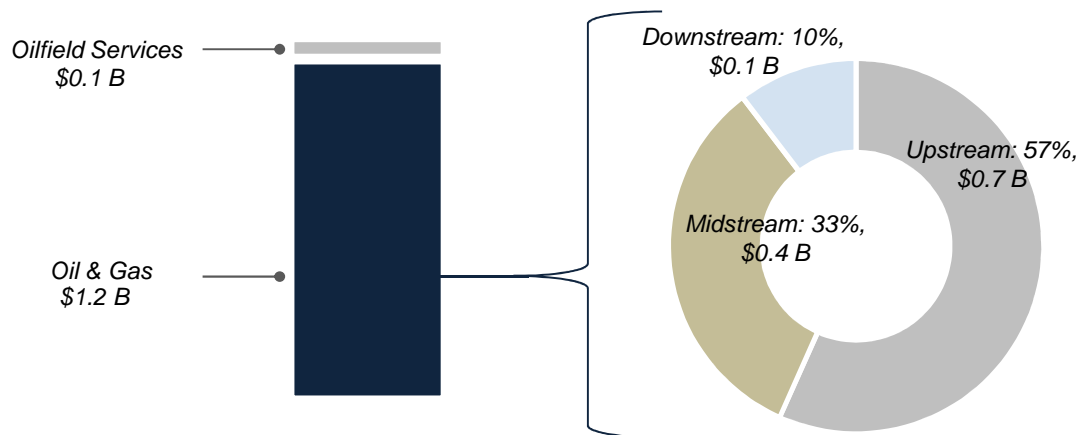 Oilfield Services
$0.1 B
Oil & Gas
$1.2 B
Downstream: 10%,
$0.1 B
Upstream: 57%,
$0.7 B
Midstream: 33%,
$0.4 B